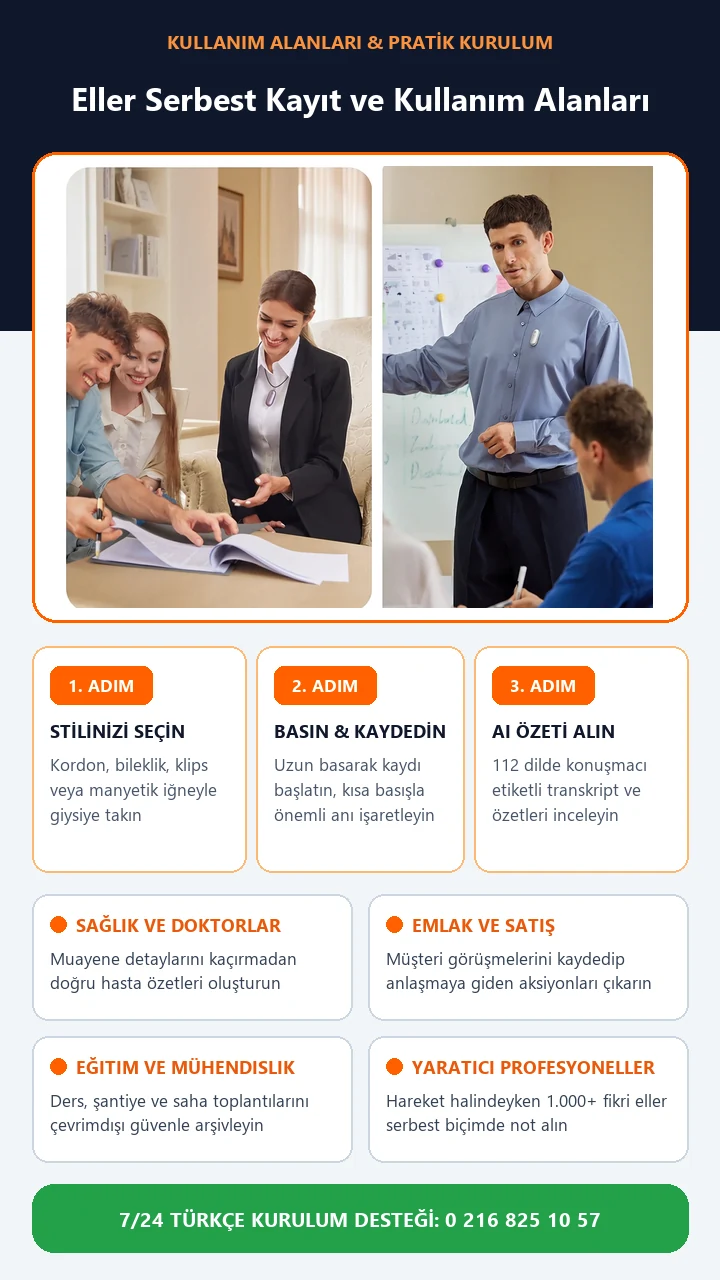 KULLANIM ALANLARI & PRATİK KURULUM
Eller Serbest Kayıt ve Kullanım Alanları
1. ADIM
STİLİNİZİ SEÇİN
Kordon, bileklik, klips
veya manyetik iğneyle
giysiye takın
2. ADIM
BASIN & KAYDEDİN
Uzun basarak kaydı
başlatın, kısa basışla
önemli anı işaretleyin
3. ADIM
AI ÖZETİ ALIN
112 dilde konuşmacı
etiketli transkript ve
özetleri inceleyin
SAĞLIK VE DOKTORLAR
Muayene detaylarını kaçırmadan
doğru hasta özetleri oluşturun
EMLAK VE SATIŞ
Müşteri görüşmelerini kaydedip
anlaşmaya giden aksiyonları çıkarın
EĞITIM VE MÜHENDISLIK
Ders, şantiye ve saha toplantılarını
çevrimdışı güvenle arşivleyin
YARATICI PROFESYONELLER
Hareket halindeyken 1.000+ fikri eller
serbest biçimde not alın
7/24 TÜRKÇE KURULUM DESTEĞİ: 0 216 825 10 57